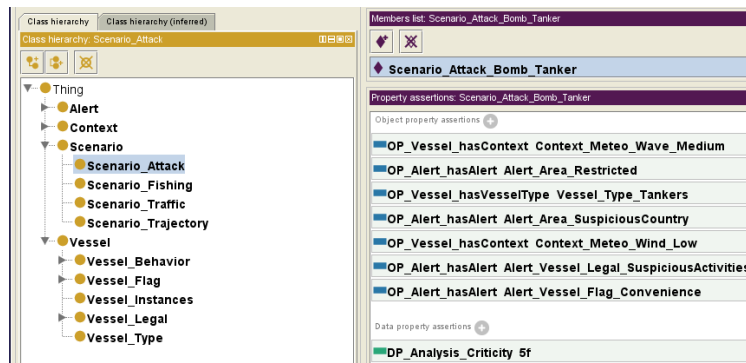 Class hierarchy
Class hierarchy (inferred)
Class hierarchy: Scenario_Attack
Thing
Alert
Context
Scenario
Scenario_Attack
Scenario_Fishing
Scenario_Traffic
Scenario_Trajectory
Vessel
Vessel_Behavior
Vessel_Flag
Vessel_Instances
Vessel_Legal
Vessel_Type
Members list: Scenario_Attack_Bomb_Tanker
Scenario_Attack_Bomb_Tanker
Property assertions: Scenario_Attack_Bomb_Tanker
Object property assertions
OP_Vessel_hasContext Context_Meteo_Wave_Medium
OP_Alert_hasAlert Alert_Area_Restricted
OP_Vessel_hasVesselType Vessel_Type_Tankers
OP_Alert_hasAlert Alert_Area_SuspiciousCountry
OP_Vessel_hasContext Context_Meteo_Wind_Low
OP_Alert_hasAlert Alert_Vessel_Legal_SuspiciousActivities
OP_Alert_hasAlert Alert_Vessel_Flag_Convenience
Data property assertions
DP_Analysis_Criticity 5f